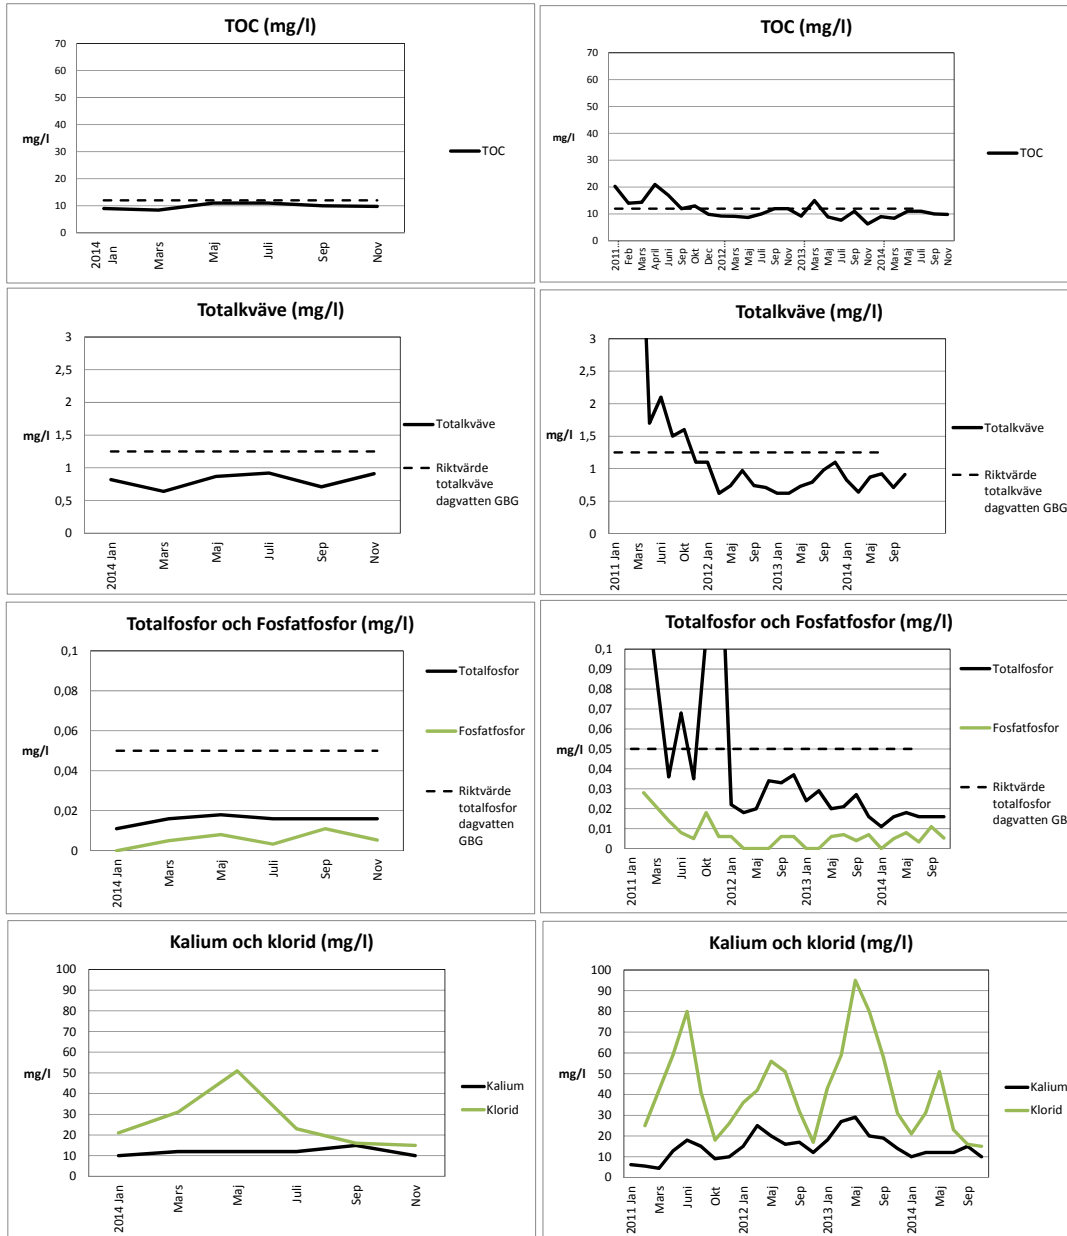 TOC (mg/l)
70
60
50
40
30
20
10
0
mg/l
2014 Jan
Mars
Maj
Juli
Sep
Nov
TOC
TOC (mg/l)
70
60
50
40
30
20
10
0
mg/l
2011...
Feb
Mars
April
Juni
Sep
Okt
Dec
2012...
Mars
Maj
Juli
Sep
Nov
2013...
Mars
Maj
Juli
Sep
Nov
2014...
Mars
Maj
Juli
Sep
Nov
TOC
Totalkväve (mg/l)
3
2,5
2
1,5
1
0,5
0
mg/l
2014 Jan
Mars
Maj
Juli
Sep
Nov
Totalkväve
Riktvärde
totalkväve
dagvatten GBG
Totalkväve (mg/l)
3
2,5
2
1,5
1
0,5
0
mg/l
2011 Jan
Mars
Juni
Okt
2012 Jan
Maj
Sep
2013 Jan
Maj
Sep
2014 Jan
Maj
Sep
Totalkväve
Riktvärde
totalkväve
dagvatten GBG
Totalfosfor och Fosfatfosfor (mg/l)
0,1
0,08
0,06
0,04
0,02
0
mg/l
2014 Jan
Mars
Maj
Juli
Sep
Nov
Totalfosfor
Fosfatfosfor
Riktvärde
totalfosfor
dagvatten
GBG
Totalfosfor och Fosfatfosfor (mg/l)
0,1
0,09
0,08
0,07
0,06
0,05
0,04
0,03
0,02
0,01
0
mg/l
2011 Jan
Mars
Juni
Okt
2012 Jan
Maj
Sep
2013 Jan
Maj
Sep
2014 Jan
Maj
Sep
Totalfosfor
Fosfatfosfor
Riktvärde
totalfosfor
dagvatten GB
Kalium och klorid (mg/l)
100
90
80
70
60
50
40
30
20
10
0
mg/l
2014 Jan
Mars
Maj
Juli
Sep
Nov
Kalium
Klorid
Kalium och klorid (mg/l)
100
90
80
70
60
50
40
30
20
10
0
mg/l
2011 Jan
Mars
Juni
Okt
2012 Jan
Maj
Sep
2013 Jan
Maj
Sep
2014 Jan
Maj
Sep
Kalium
Klorid